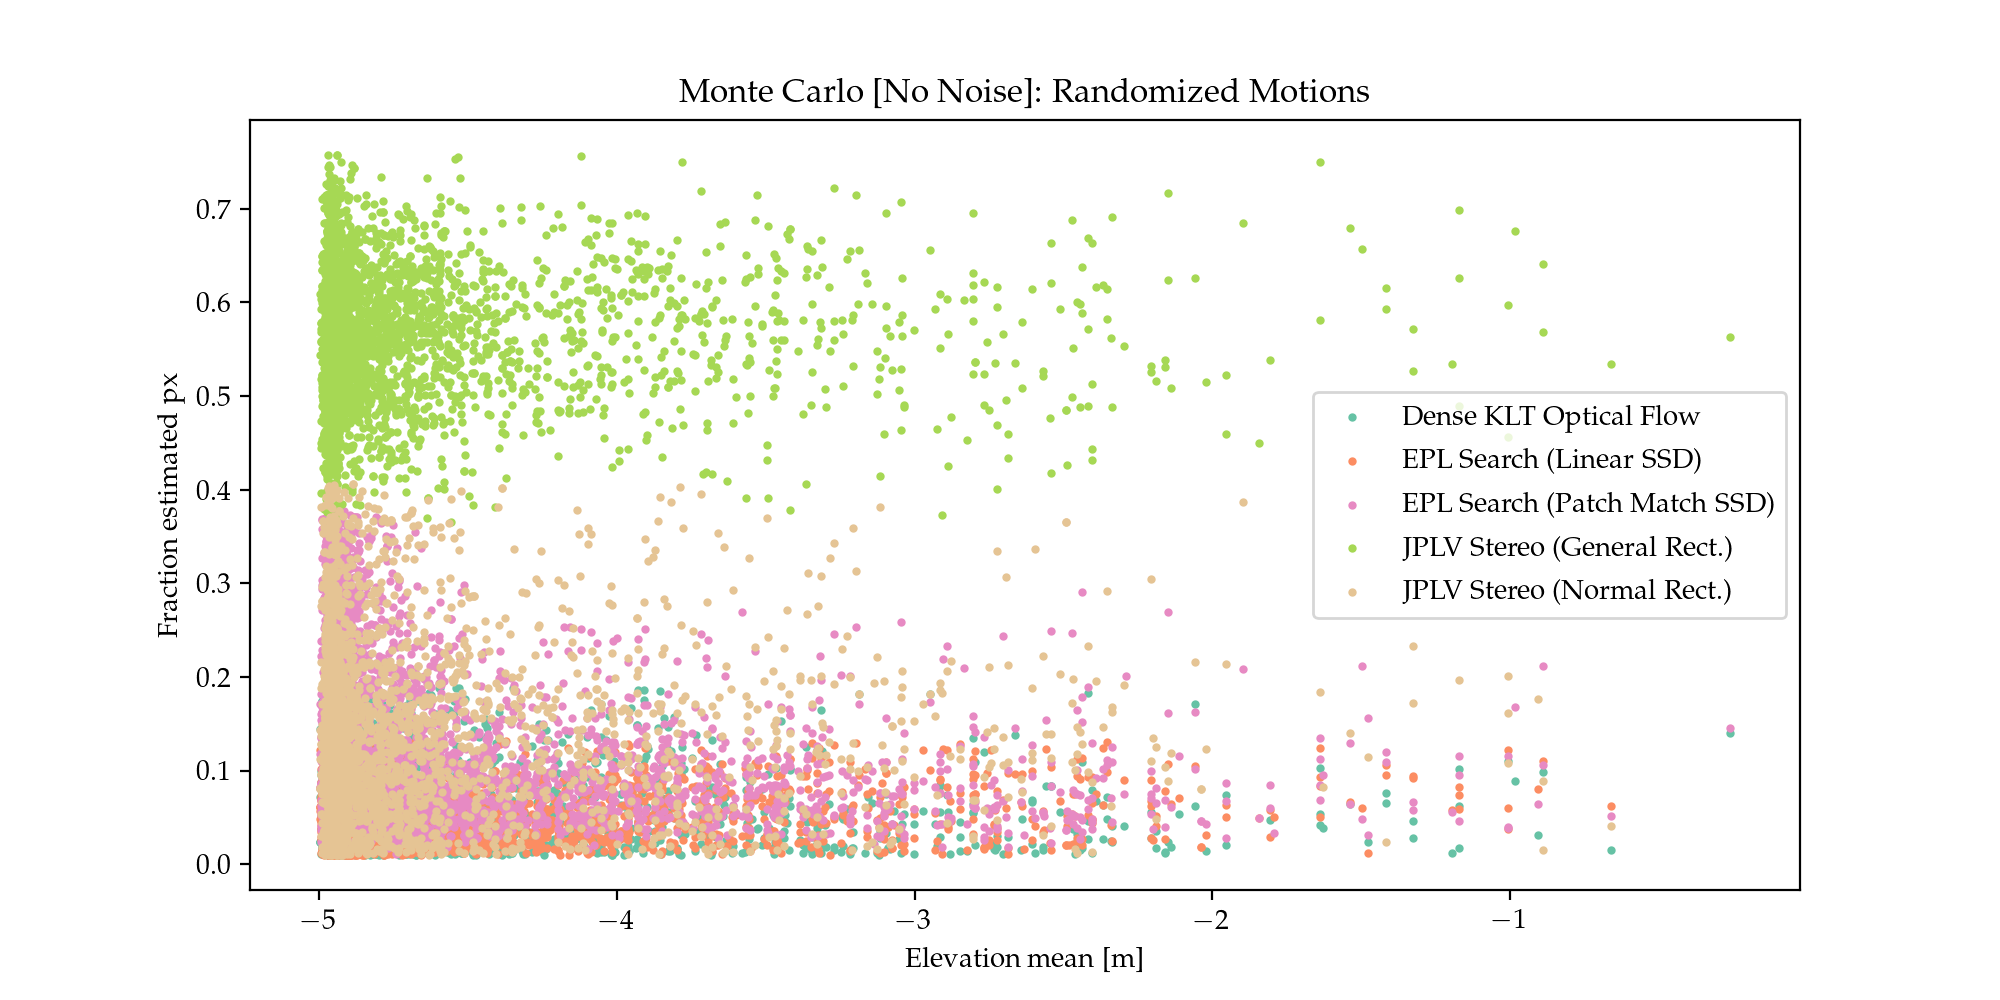 Monte Carlo [No Noise]: Randomized Motions
Fraction estimated px
0.7
0.6
0.5
0.4
0.3
0.2
0.1
0.0
Dense KLT Optical Flow
EPL Search (Linear SSD)
EPL Search (Patch Match SSD)
JPLV Stereo (General Rect.)
JPLV Stereo (Normal Rect.)
−5 −4 −3 −2 −1
Elevation mean [m]